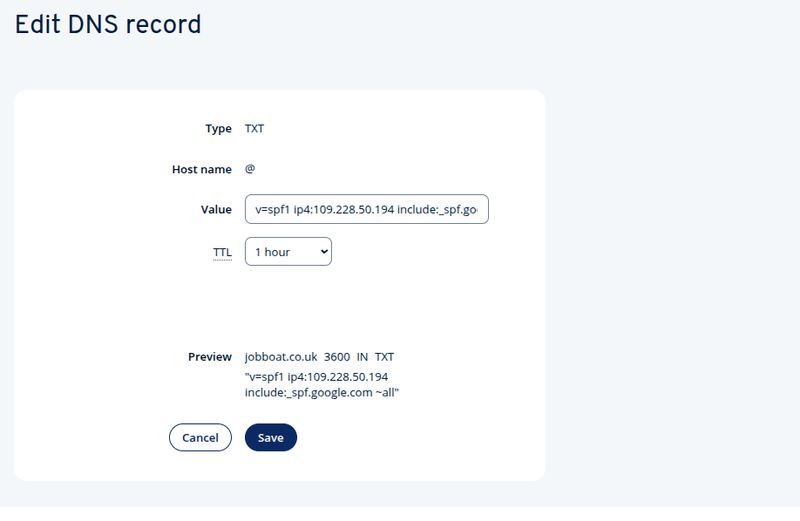 Edit DNS record
Type TXT
Host name @
Value v=spf1 ip4:109.228.50.194 include:_spf.go
TTL 1 hour
Preview jobboat.co.uk 3600 IN TXT
"v=spf1 ip4:109.228.50.194
include:_spf.google.com ~all"
Cancel Save